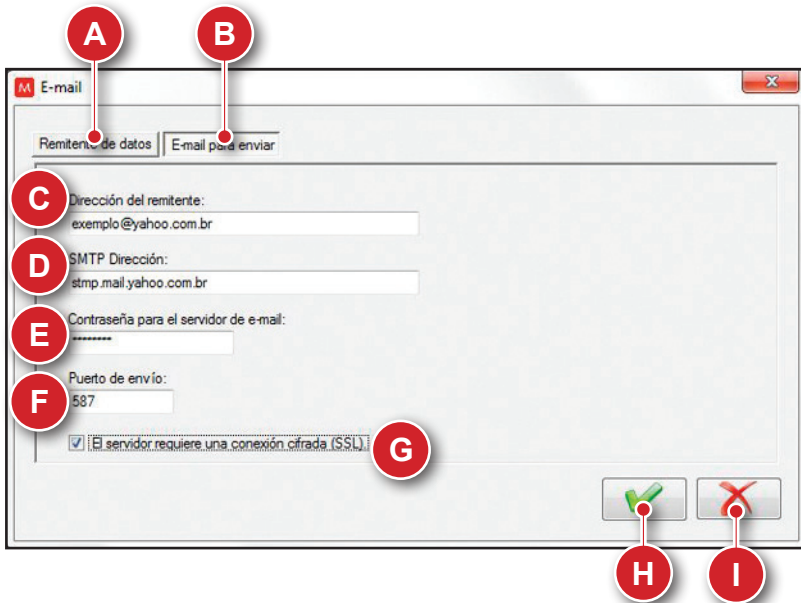 A
B
M E-mail
Remitente de datos E-mail para enviar
C Dirección del remitente:
exemplo@yahoo.com.br
D SMTP Dirección:
stmp.mail.yahoo.com.br
E Contraseña para el servidor de e-mail:
********
F Puerto de envío:
587
El servidor requiere una conexión cifrada (SSL). G
H
I